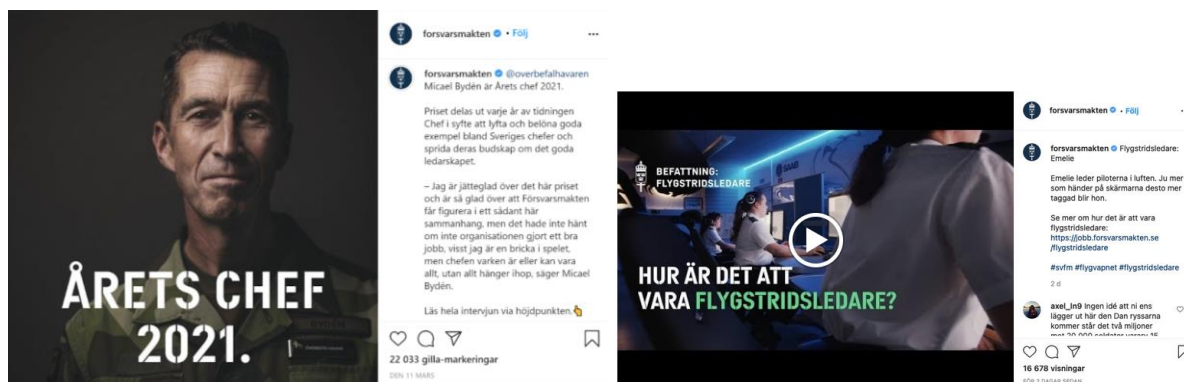 ÅRETS CHEF
2021.
forsvarsmakten • Följ
forsvarsmakten @overbefalhavaren
Micael Bydén är Årets chef 2021.
Priset delas ut varje år av tidningen
Chef i syfte att lyfta och belöna goda
exempel bland Sveriges chefer och
sprida deras budskap om det goda
ledarskapet.
– Jag är jätteglad över det här priset
och är så glad över att Försvarsmakten
får figurera i ett sådant här
sammanhang, men det hade inte hänt
om inte organisationen gjort ett bra
jobb, visst jag är en bricka i spelet,
men chefen varken är eller kan vara
allt, utan allt hänger ihop, säger Micael
Bydén.
Läs hela intervjun via höjdpunkten.👆
22 033 gilla-markeringar
DEN 11 MARS
BEFATTNING:
FLYGSTRIDSLEDARE
SAAB
HUR ÄR DET ATT
VARA FLYGSTRIDSLEDARE?
forsvarsmakten • Följ
forsvarsmakten Flygstridsledare:
Emelie
Emelie leder piloterna i luften. Ju mer
som händer på skärmarna desto mer
taggad blir hon.
Se mer om hur det är att vara
flygstridsledare:
https://jobb.forsvarsmakten.se
/flygstridsledare
#svfm #flygvapnet #flygstridsledare
2 d
axel_ln9 Ingen idé att ni ens
lägger ut här den Dan ryssarna
kommer står det två miljoner
16 678 visningar
FÖR 2 DAGAR SEDAN